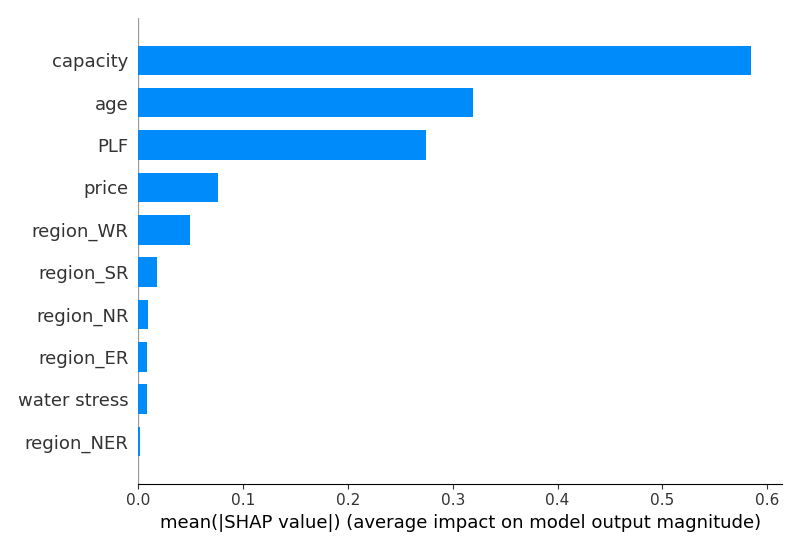 capacity
age
PLF
price
region_WR
region_SR
region_NR
region_ER
water stress
region_NER
0.0 0.1 0.2 0.3 0.4 0.5 0.6
mean(|SHAP value|) (average impact on model output magnitude)